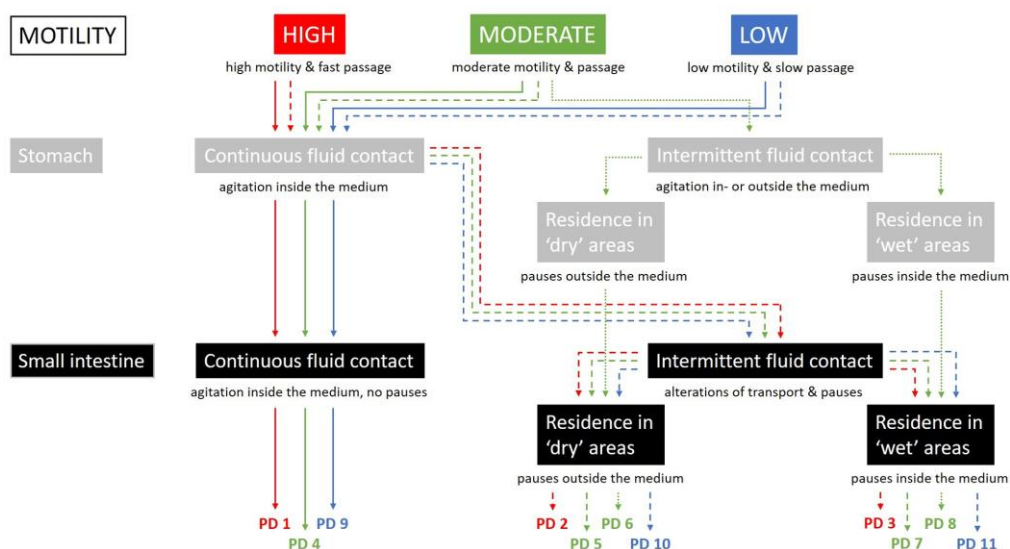 MOTILITY
HIGH
MODERATE
LOW
high motility & fast passage
moderate motility & passage
low motility & slow passage
Stomach
Continuous fluid contact
Intermittent fluid contact
agitation inside the medium
agitation in- or outside the medium
Residence in
‘dry’ areas
Residence in
‘wet’ areas
pauses outside the medium
pauses inside the medium
Small intestine
Continuous fluid contact
Intermittent fluid contact
agitation inside the medium, no pauses
alterations of transport & pauses
Residence in
‘dry’ areas
Residence in
‘wet’ areas
pauses outside the medium
pauses inside the medium
PD 1
PD 9
PD 4
PD 2
PD 6
PD 5
PD 10
PD 3
PD 8
PD 7
PD 11